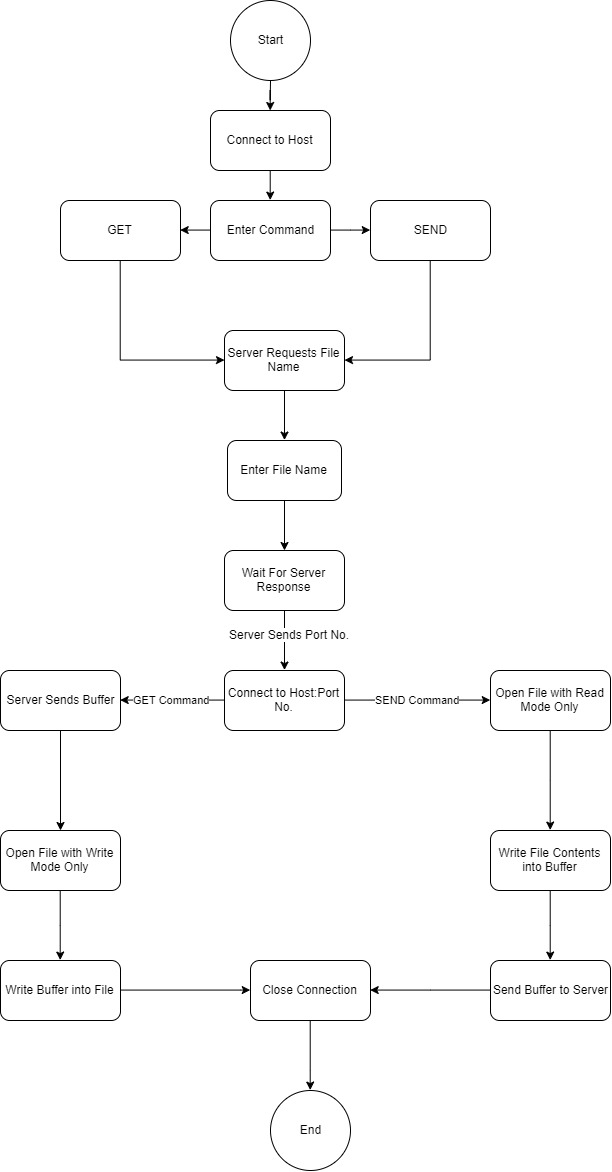 Start
Connect to Host
GET
Enter Command
SEND
Server Requests File
Name
Enter File Name
Wait For Server
Response
Server Sends Port No.
Server Sends Buffer
GET Command
Connect to Host:Port
No.
SEND Command
Open File with Read
Mode Only
Open File with Write
Mode Only
Write File Contents
into Buffer
Write Buffer into File
Close Connection
Send Buffer to Server
End